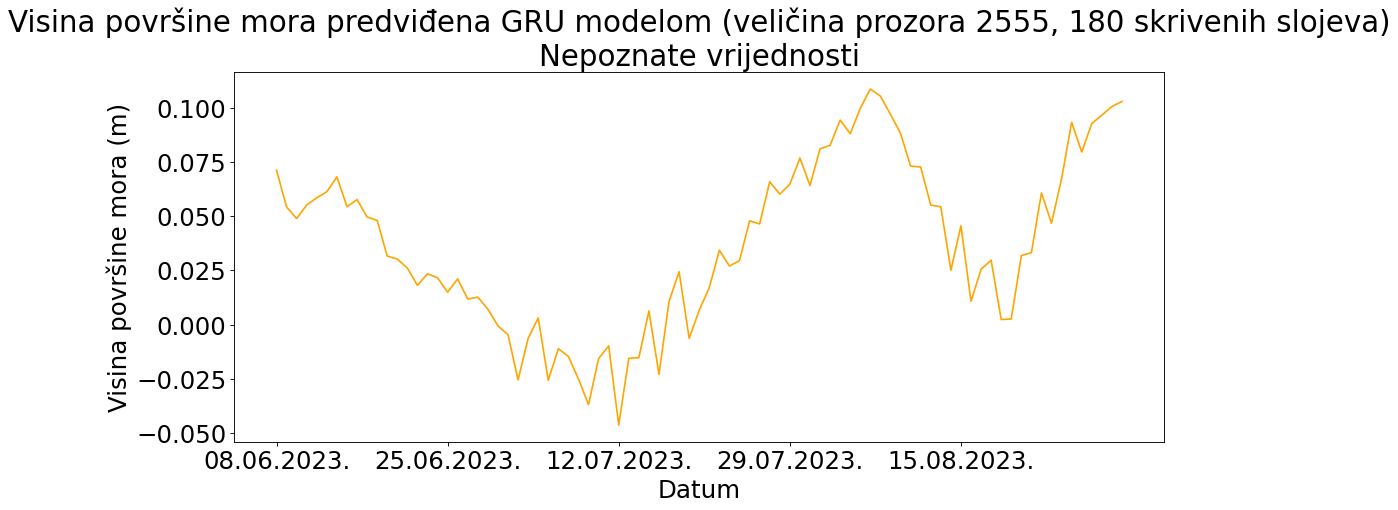 Visina površine mora predviđena GRU modelom (veličina prozora 2555, 180 skrivenih slojeva)
Nepoznate vrijednosti
Visina površine mora (m)
0.100
0.075
0.050
0.025
0.000
−0.025
−0.050
08.06.2023. 25.06.2023. 12.07.2023. 29.07.2023. 15.08.2023.
Datum